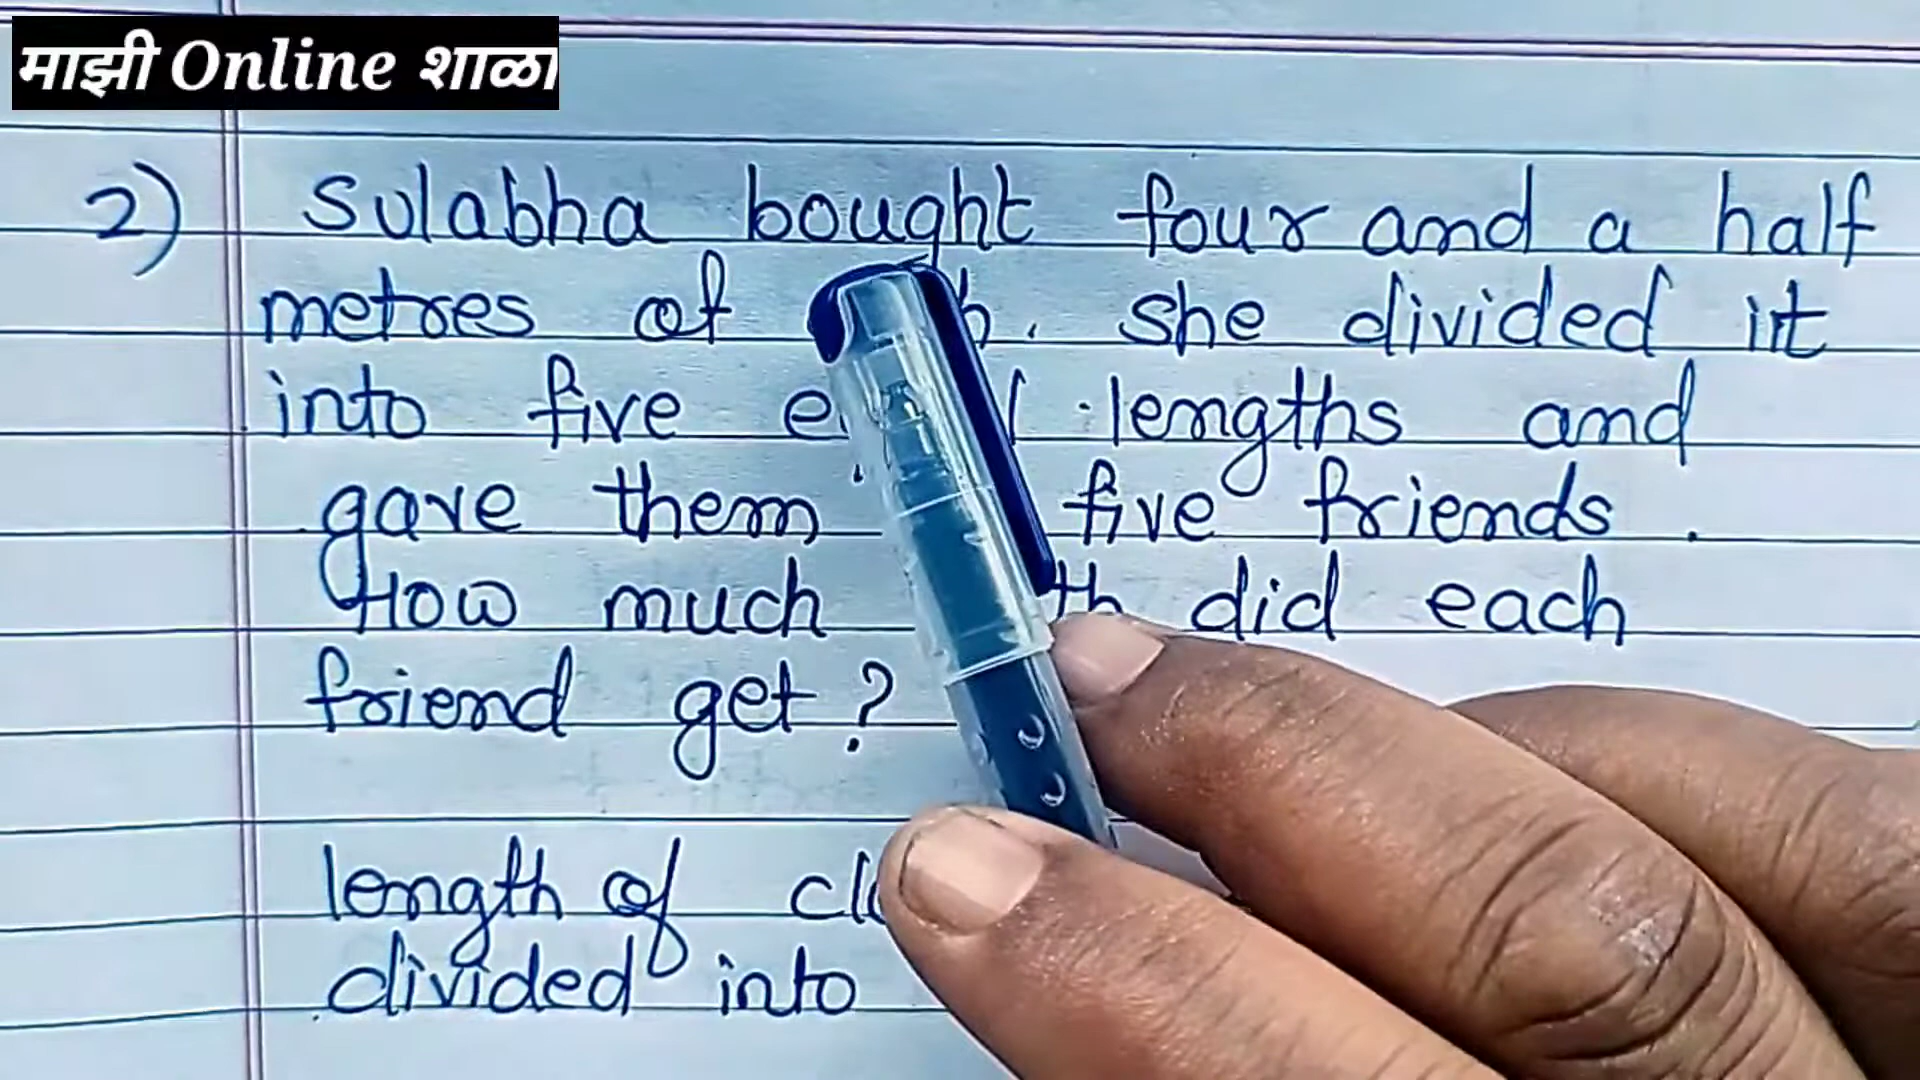 माझी Online शाळा
2) Sulabha bought four and a half
metres of She divided it
into five lengths and
gave them five friends.
How much did each
friend get?
length of
divided into